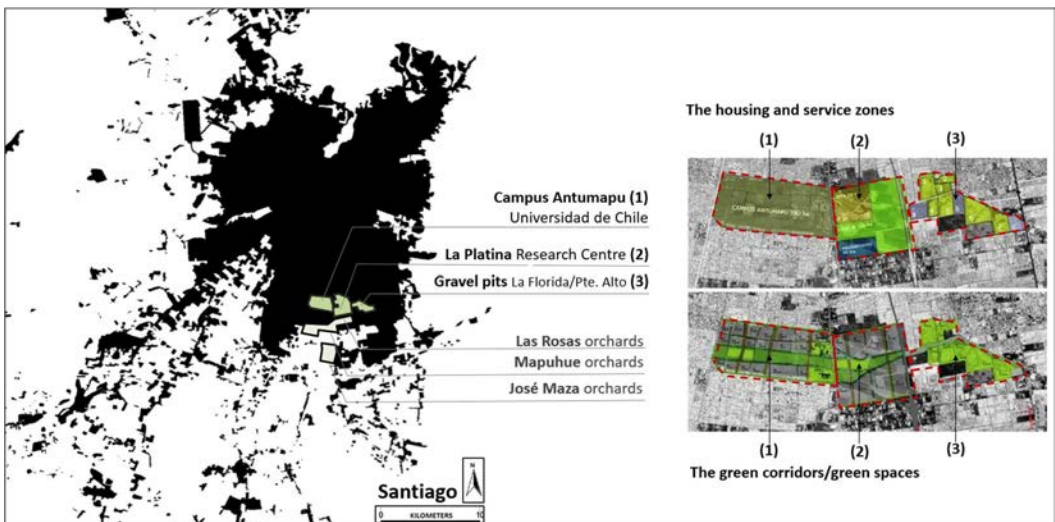 Campus Antumapu (1)
Universidad de Chile
La Platina Research Centre (2)
Gravel pits La Florida/Pte. Alto (3)
Las Rosas orchards
Mapuhue orchards
José Maza orchards
N
Santiago
0 KILOMETERS 10
The housing and service zones
(1) (2) (3)
CAMPUS ANTUMAPU
(1) (2) (3)
The green corridors/green spaces